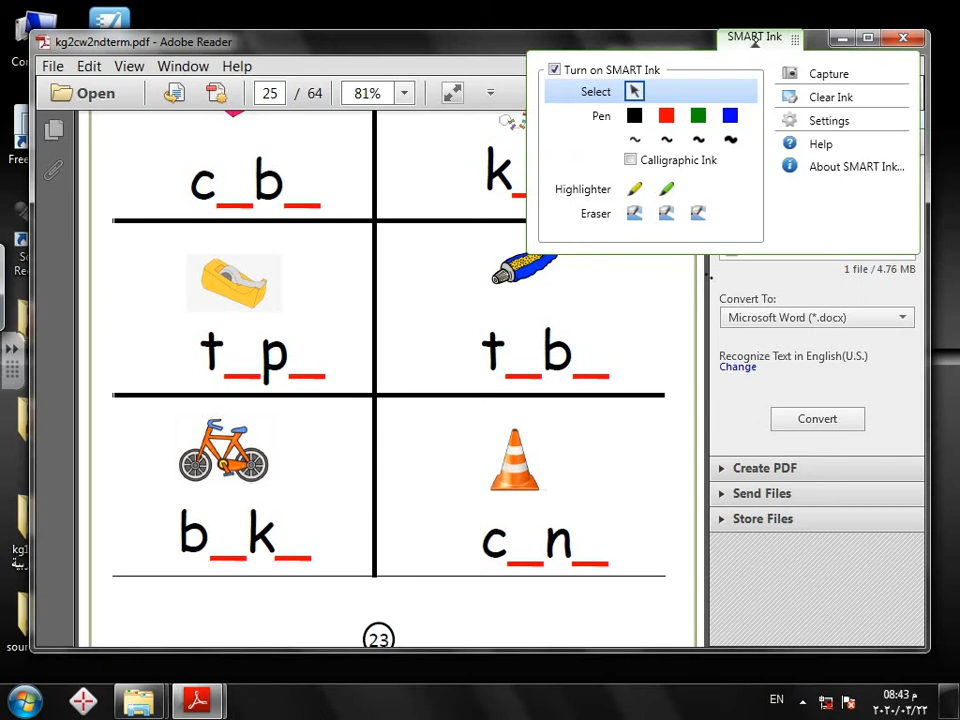 kg2cw2ndterm.pdf - Adobe Reader
SMART Ink
File Edit View Window Help
Open 25 / 64 81%
Turn on SMART Ink
Select
Pen
Calligraphic Ink
Highlighter
Eraser
Capture
Clear Ink
Settings
Help
About SMART Ink...
c_b_
k_
t_p_
t_b_
b_k_
c_n_
23
1 file / 4.76 MB
Convert To:
Microsoft Word (*.docx)
Recognize Text in English(U.S.)
Change
Convert
Create PDF
Send Files
Store Files
Free
kg1
sour
EN
08:43 م
٢٠٢٠/٠٣/٢٢